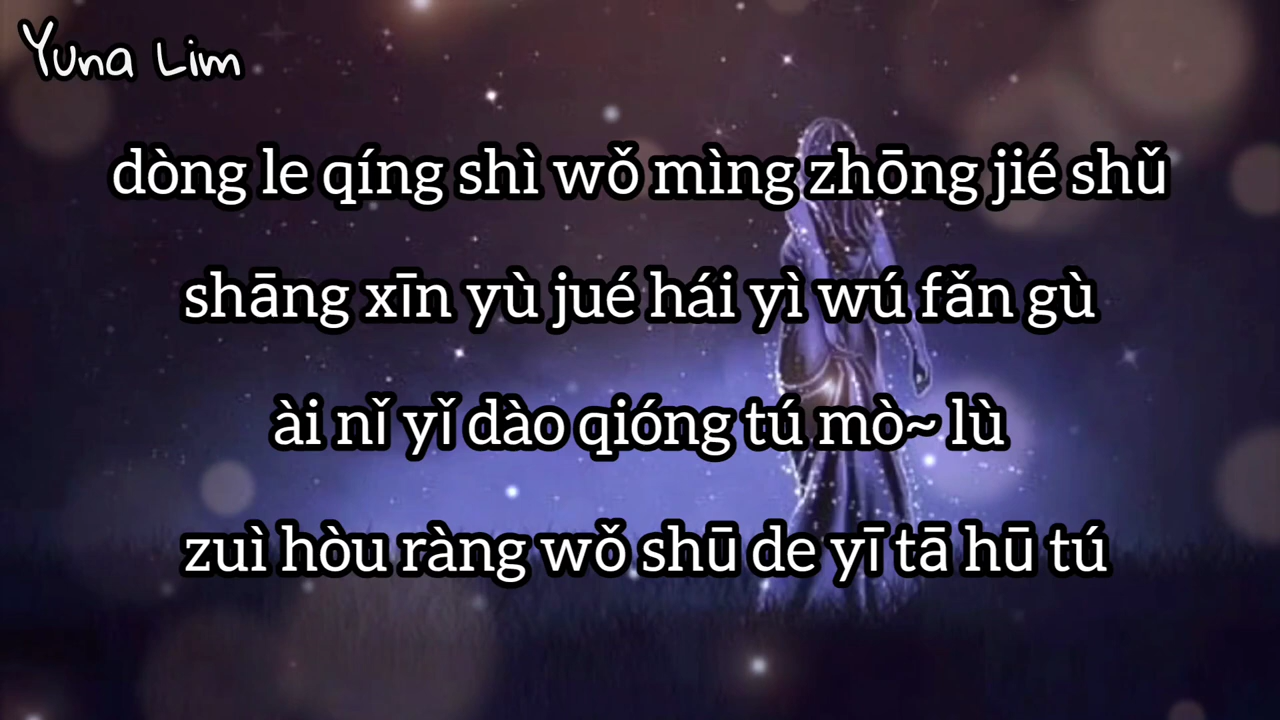 Yuna Lim
dòng le qíng shì wǒ mìng zhōng jié shǔ
shāng xīn yù jué hái yì wú fǎn gù
ài nǐ yǐ dào qióng tú mò~ lù
zuì hòu ràng wǒ shū de yī tā hū tú